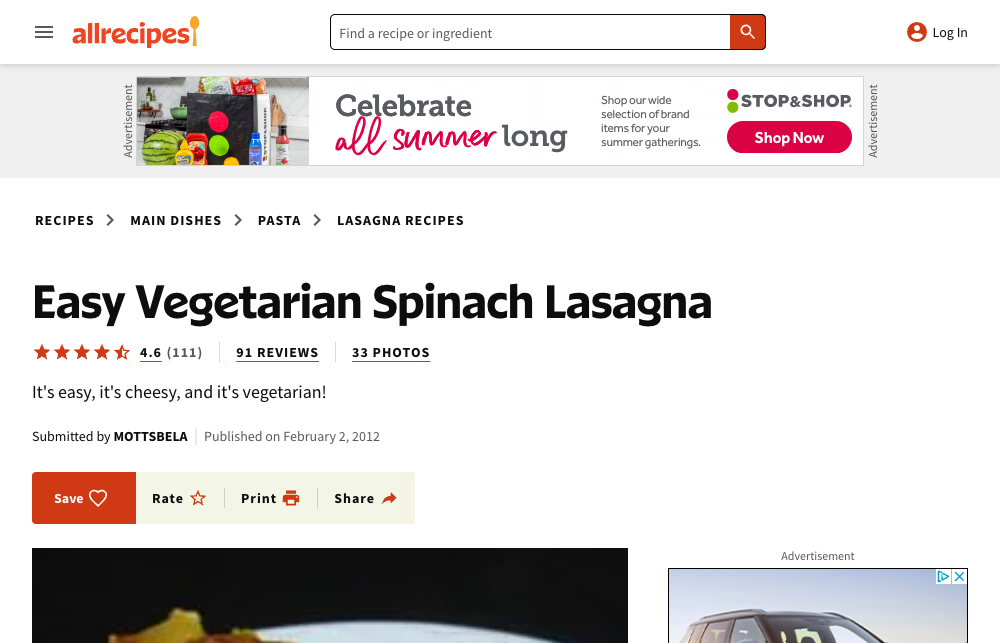 allrecipes
Find a recipe or ingredient
Log In
Advertisement
Celebrate
all summer long
Shop our wide
selection of brand
items for your
summer gatherings.
STOP&SHOP.
Shop Now
Advertisement
RECIPES > MAIN DISHES > PASTA > LASAGNA RECIPES
Easy Vegetarian Spinach Lasagna
4.6 (111) 91 REVIEWS 33 PHOTOS
It's easy, it's cheesy, and it's vegetarian!
Submitted by MOTTSBELA Published on February 2, 2012
Save Rate Print Share
Advertisement